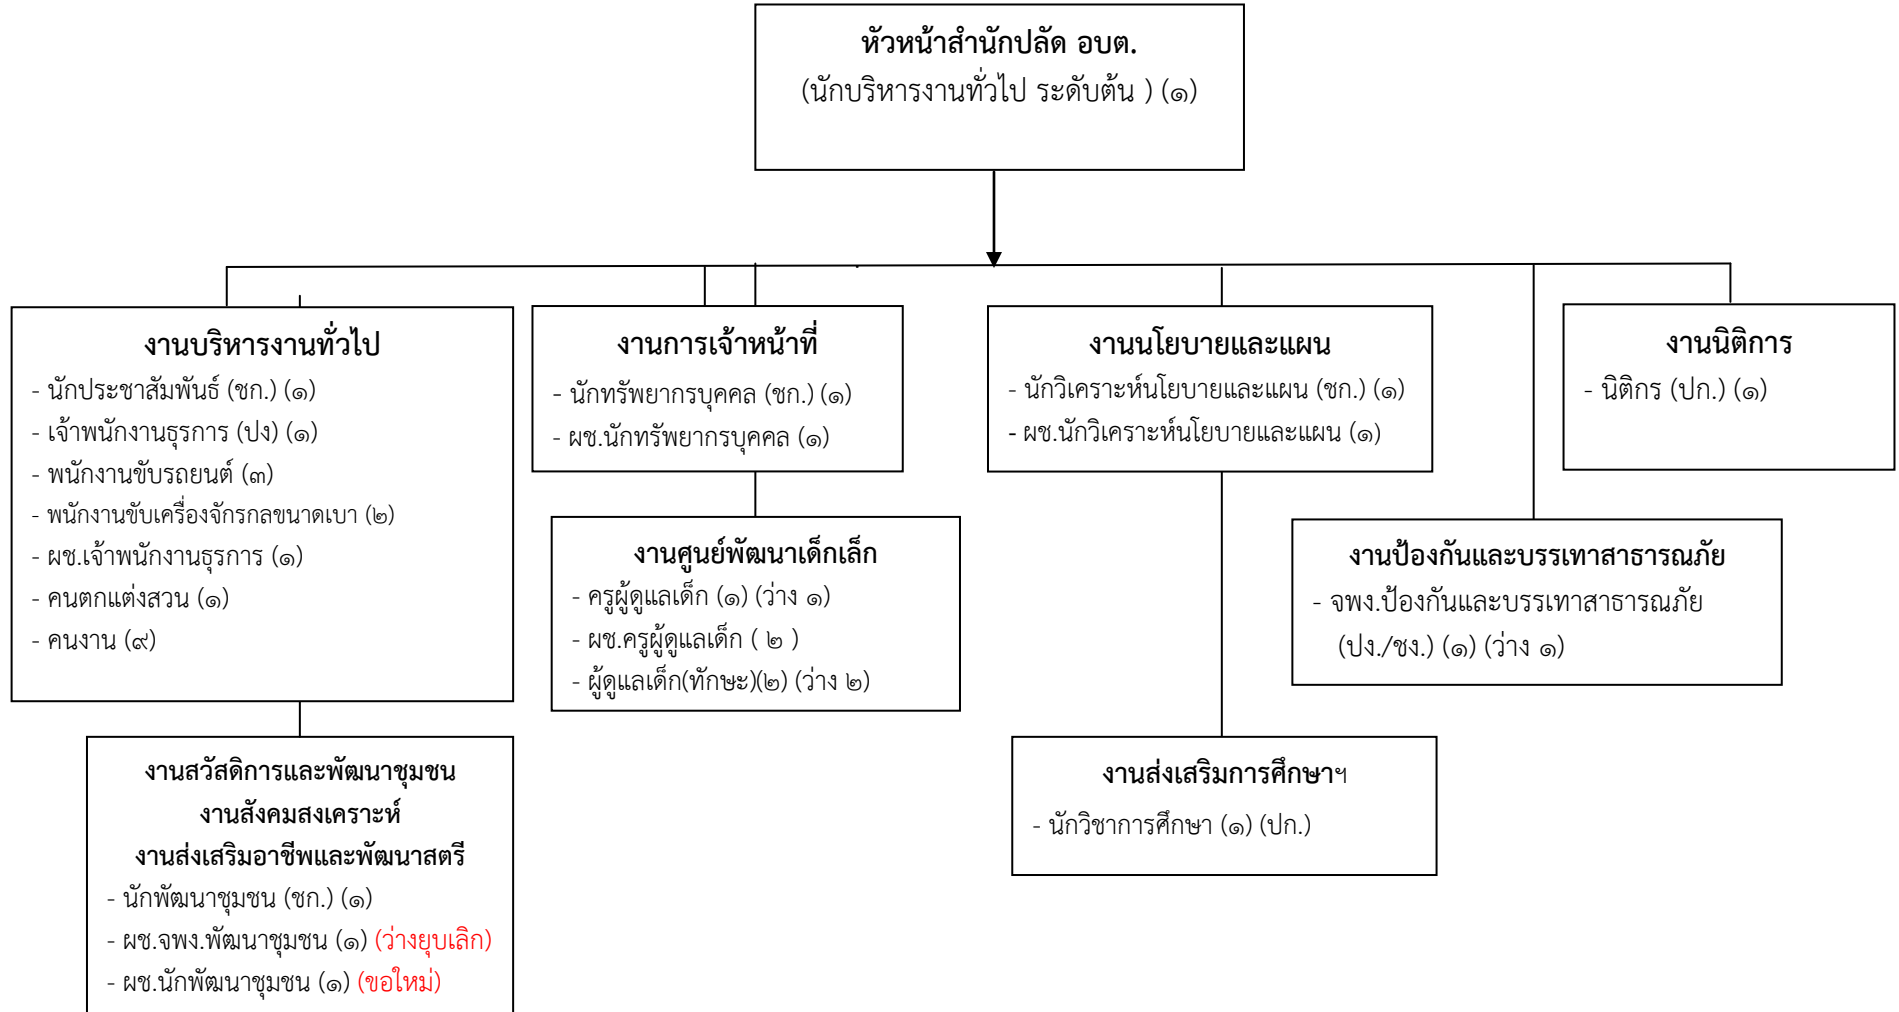 หัวหน้าสำนักปลัด อบต.
(นักบริหารงานทั่วไป ระดับต้น ) (๑)
งานบริหารงานทั่วไป
- นักประชาสัมพันธ์ (ชก.) (๑)
- เจ้าพนักงานธุรการ (ปง) (๑)
- พนักงานขับรถยนต์ (๓)
- พนักงานขับเครื่องจักรกลขนาดเบา (๒)
- ผช.เจ้าพนักงานธุรการ (๑)
- คนตกแต่งสวน (๑)
- คนงาน (๙)
งานการเจ้าหน้าที่
- นักทรัพยากรบุคคล (ชก.) (๑)
- ผช.นักทรัพยากรบุคคล (๑)
งานนโยบายและแผน
- นักวิเคราะห์นโยบายและแผน (ชก.) (๑)
- ผช.นักวิเคราะห์นโยบายและแผน (๑)
งานนิติการ
- นิติกร (ปก.) (๑)
งานศูนย์พัฒนาเด็กเล็ก
- ครูผู้ดูแลเด็ก (๑) (ว่าง ๑)
- ผช.ครูผู้ดูแลเด็ก ( ๒ )
- ผู้ดูแลเด็ก(ทักษะ)(๒) (ว่าง ๒)
งานป้องกันและบรรเทาสาธารณภัย
- จพง.ป้องกันและบรรเทาสาธารณภัย
(ปง./ชง.) (๑) (ว่าง ๑)
งานสวัสดิการและพัฒนาชุมชน
งานสังคมสงเคราะห์
งานส่งเสริมอาชีพและพัฒนาสตรี
- นักพัฒนาชุมชน (ชก.) (๑)
- ผช.จพง.พัฒนาชุมชน (๑) (ว่างยุบเลิก)
- ผช.นักพัฒนาชุมชน (๑) (ขอใหม่)
งานส่งเสริมการศึกษาฯ
- นักวิชาการศึกษา (๑) (ปก.)